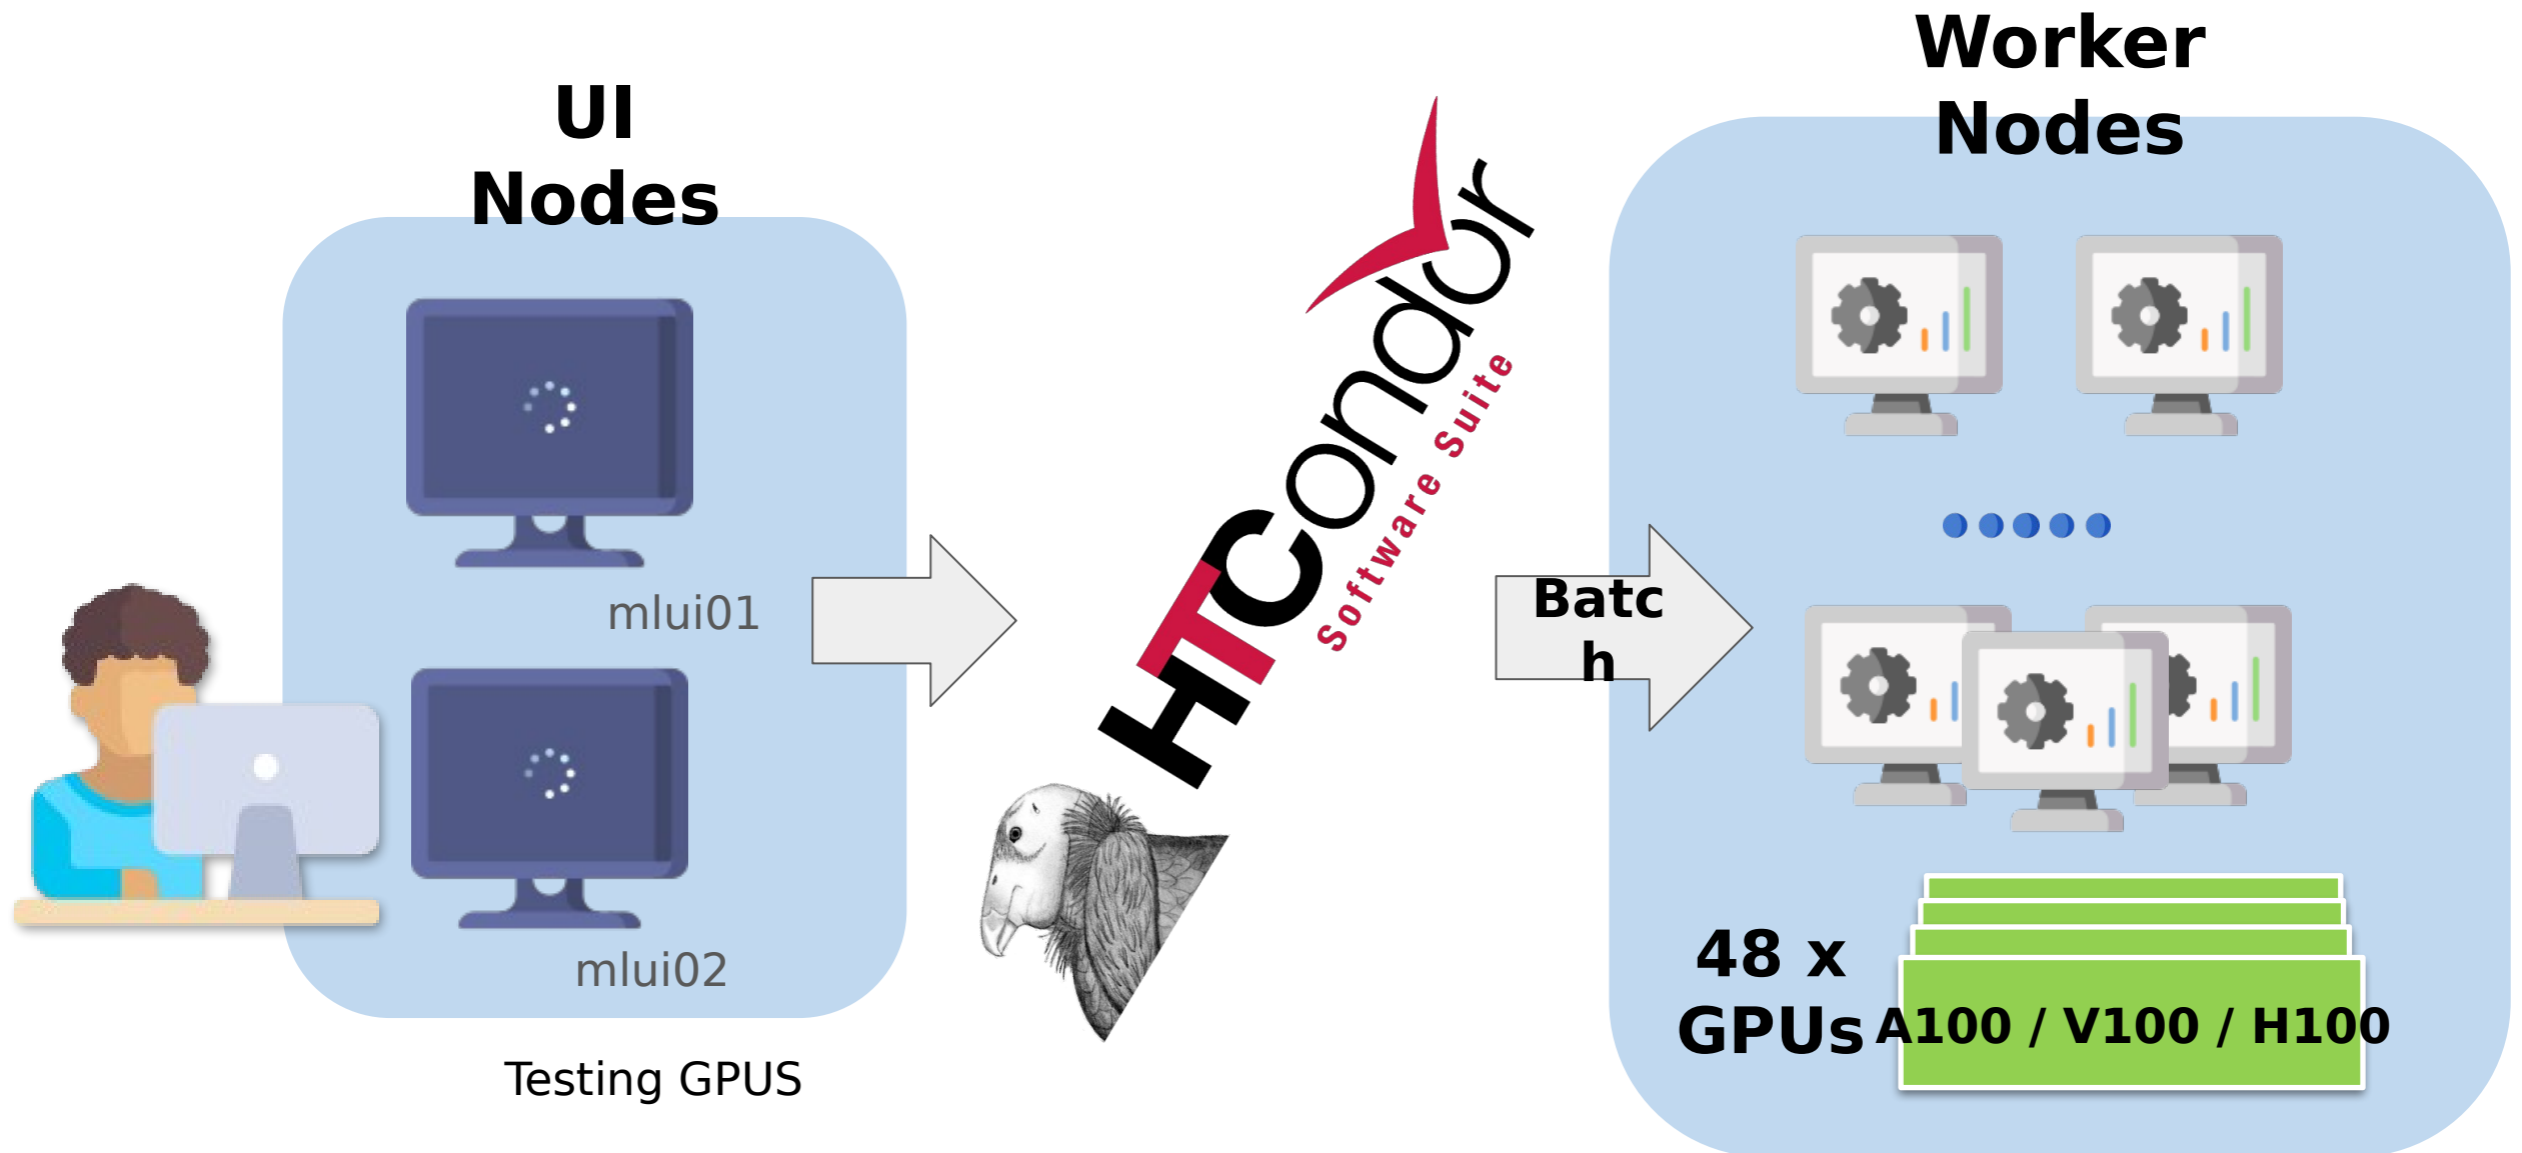 UI
Nodes
mlui01
mlui02
Testing GPUS
HTCondor
Software Suite
Batc
h
Worker
Nodes
48 x
GPUs
A100 / V100 / H100